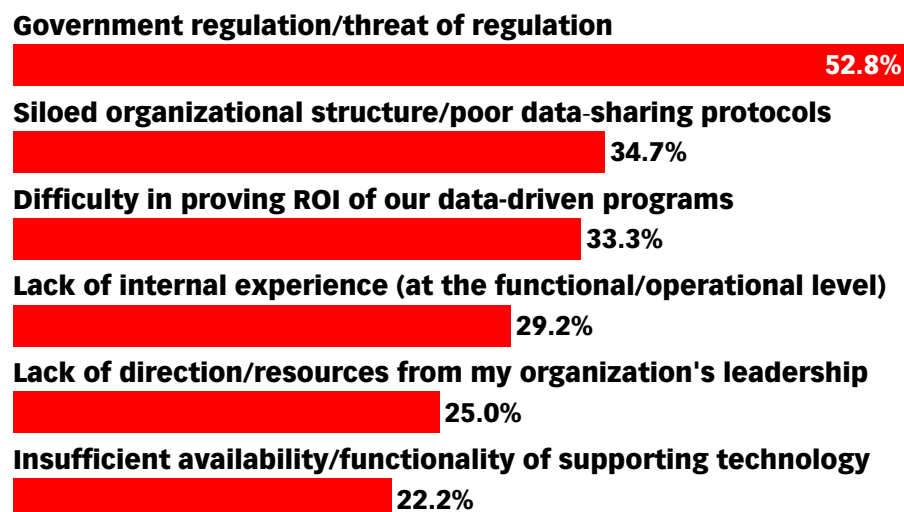 Government regulation/threat of regulation
52.8%
Siloed organizational structure/poor data-sharing protocols
34.7%
Difficulty in proving ROI of our data-driven programs
33.3%
Lack of internal experience (at the functional/operational level)
29.2%
Lack of direction/resources from my organization's leadership
25.0%
Insufficient availability/functionality of supporting technology
22.2%